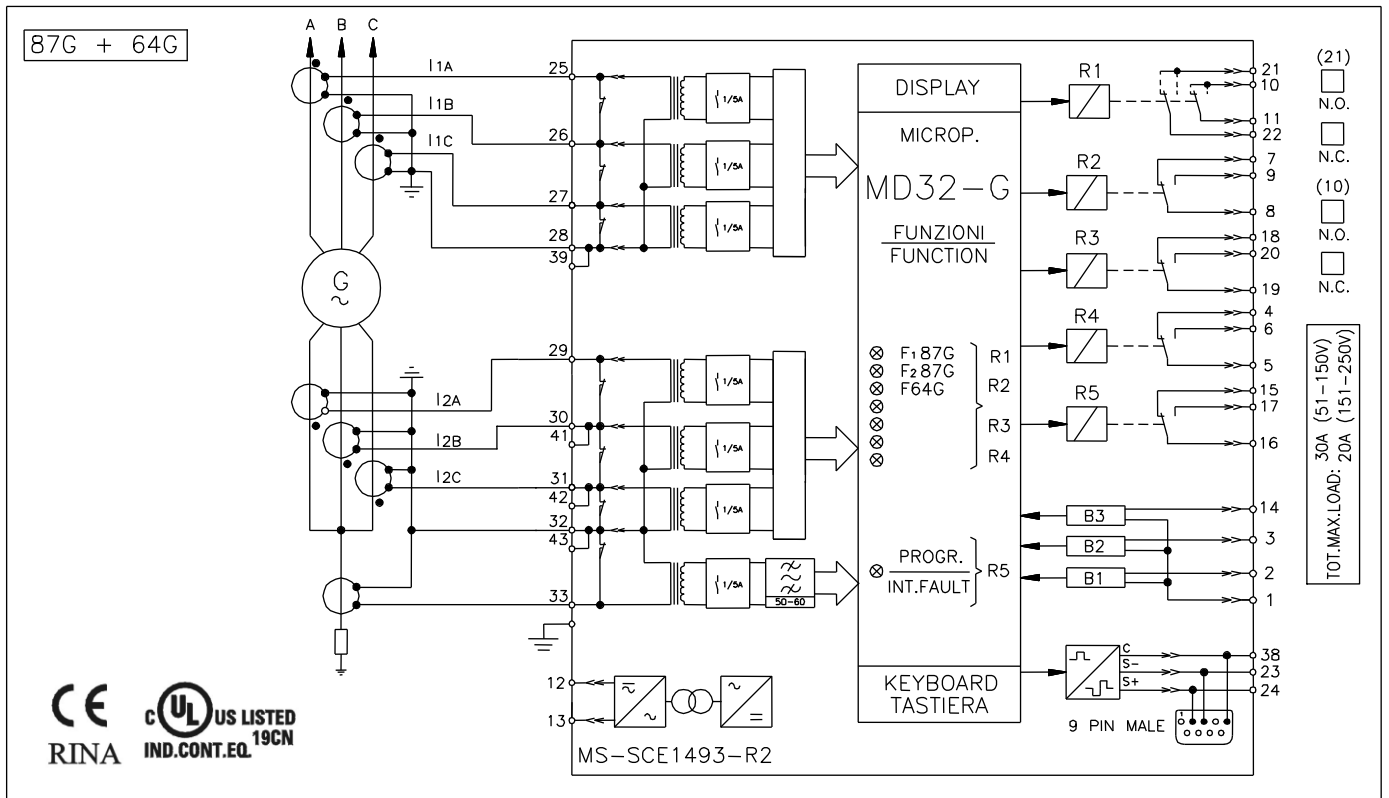 87G + 64G
A B C
I1A
I1B
I1C
25
26
27
28
39
1/5A
1/5A
1/5A
G
~
29
I2A
30
41
I2B
31
42
I2C
32
43
33
1/5A
1/5A
1/5A
1/5A
50-60
12
13
MS-SCE1493-R2
DISPLAY
MICROP.
MD32-G
FUNZIONI
FUNCTION
F1 87G
F2 87G
F64G
R1
R2
R3
R4
PROGR.
INT.FAULT
R5
KEYBOARD
TASTIERA
R1
R2
R3
R4
R5
B3
B2
B1
21
10
11
22
7
9
8
18
20
19
4
6
5
15
17
16
14
3
2
1
C
S-
S+
38
23
24
9 PIN MALE
1
(21)
N.O.
N.C.
(10)
N.O.
N.C.
TOT.MAX.LOAD: 30A (51-150V)
20A (151-250V)
CE
RINA
C UL US LISTED
IND.CONT.EQ. 19CN